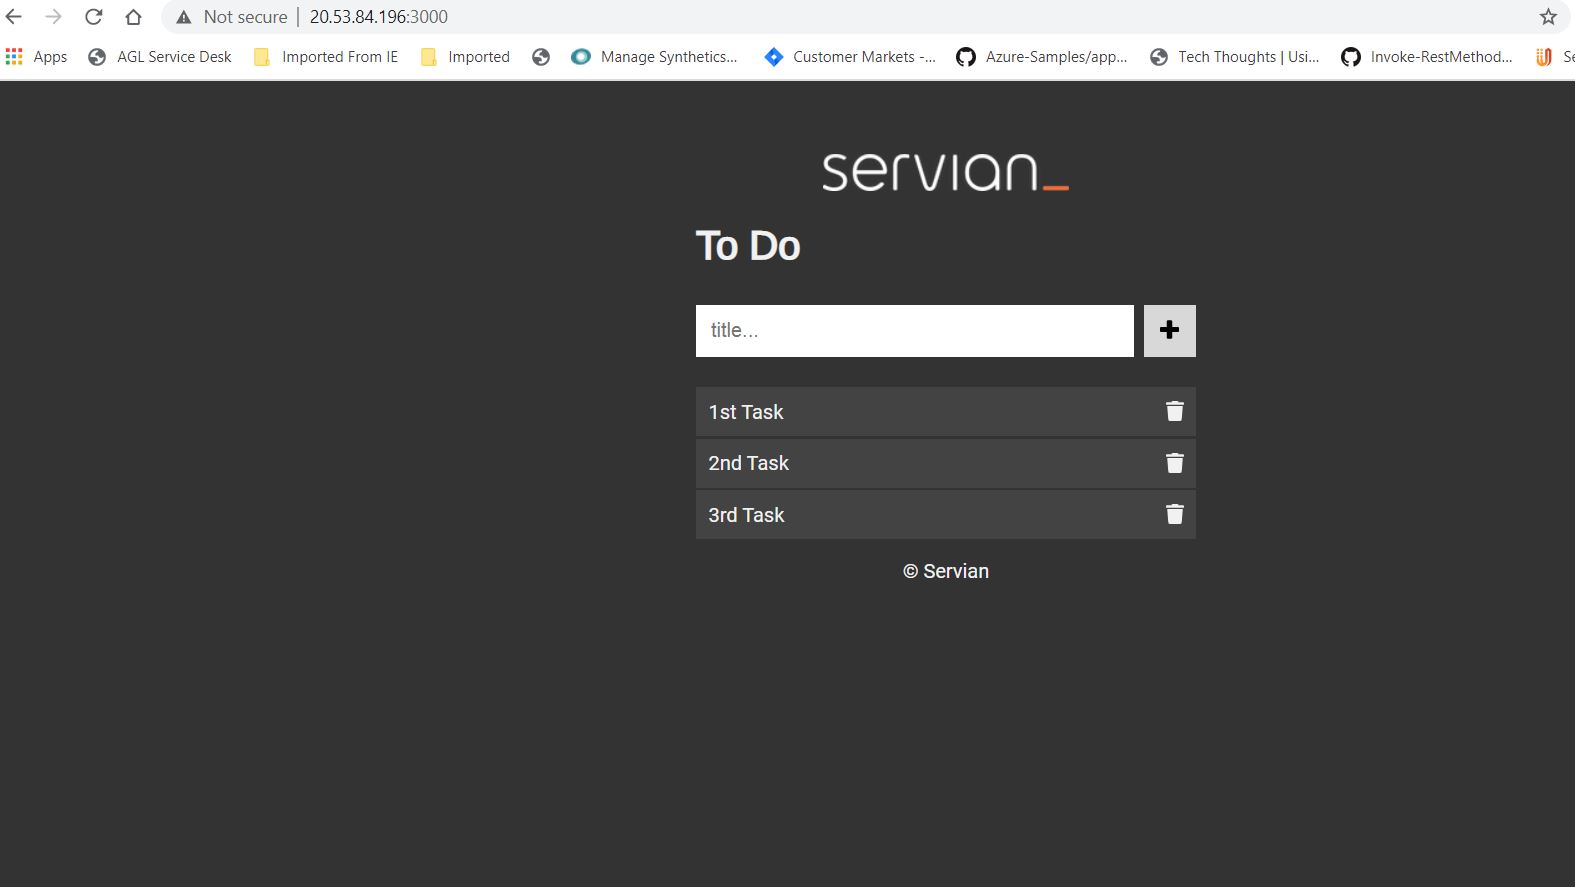 Not secure | 20.53.84.196:3000
Apps AGL Service Desk Imported From IE Imported Manage Synthetics... Customer Markets -... Azure-Samples/app... Tech Thoughts | Usi... Invoke-RestMethod... Se
servian_
To Do
title...
1st Task
2nd Task
3rd Task
© Servian